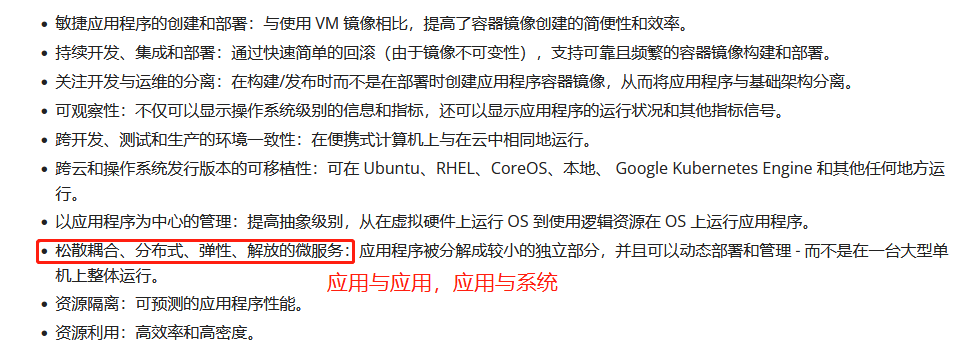 敏捷应用程序的创建和部署：与使用 VM 镜像相比，提高了容器镜像创建的简便性和效率。
持续开发、集成和部署：通过快速简单的回滚（由于镜像不可变性），支持可靠且频繁的容器镜像构建和部署。
关注开发与运维的分离：在构建/发布时而不是在部署时创建应用程序容器镜像，从而将应用程序与基础架构分离。
可观察性：不仅可以显示操作系统级别的信息和指标，还可以显示应用程序的运行状况和其他指标信号。
跨开发、测试和生产的环境一致性：在便携式计算机上与在云中相同地运行。
跨云和操作系统发行版本的可移植性：可在 Ubuntu、RHEL、CoreOS、本地、 Google Kubernetes Engine 和其他任何地方运
行。
以应用程序为中心的管理：提高抽象级别，从在虚拟硬件上运行 OS 到使用逻辑资源在 OS 上运行应用程序。
松散耦合、分布式、弹性、解放的微服务：应用程序被分解成较小的独立部分，并且可以动态部署和管理 - 而不是在一台大型单
机上整体运行。
应用与应用，应用与系统
资源隔离：可预测的应用程序性能。
资源利用：高效率和高密度。